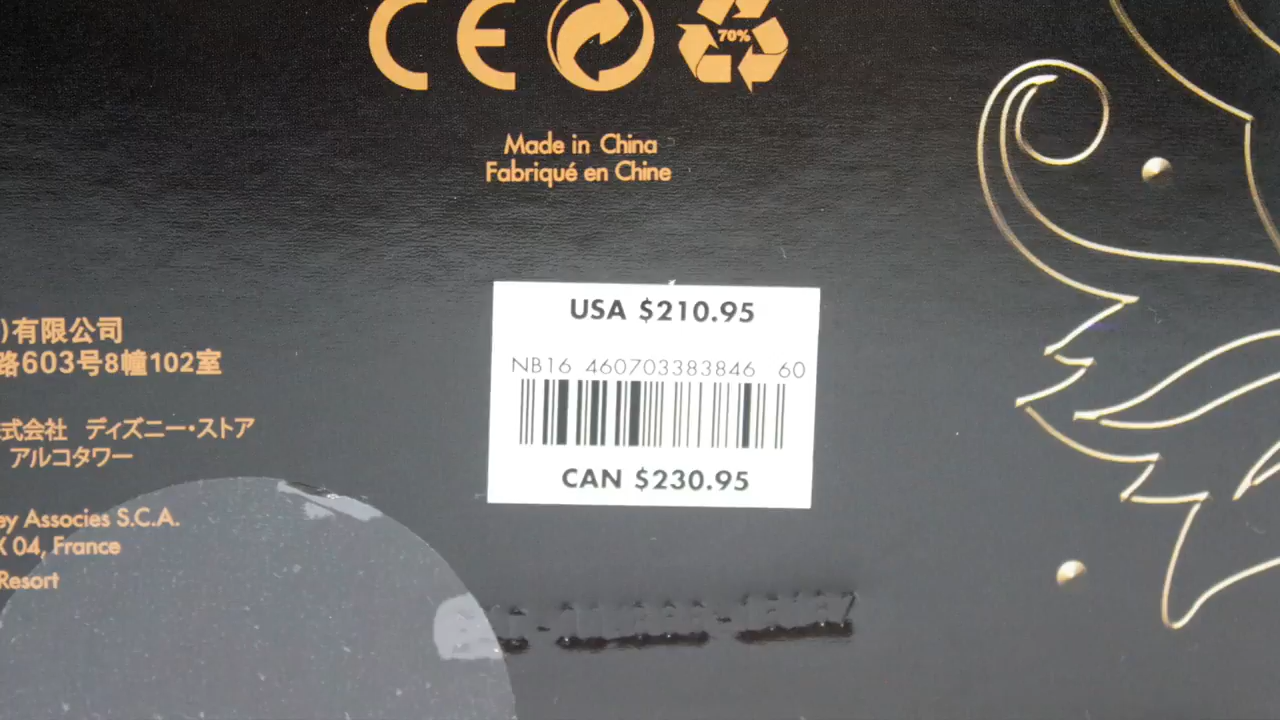 CE
70%
Made in China
Fabriqué en Chine
)有限公司
路603号8幢102室
式会社 ディズニー・ストア
アルコタワー
ey Associes S.C.A.
X 04, France
Resort
USA $210.95
NB16 460703383846 60
CAN $230.95